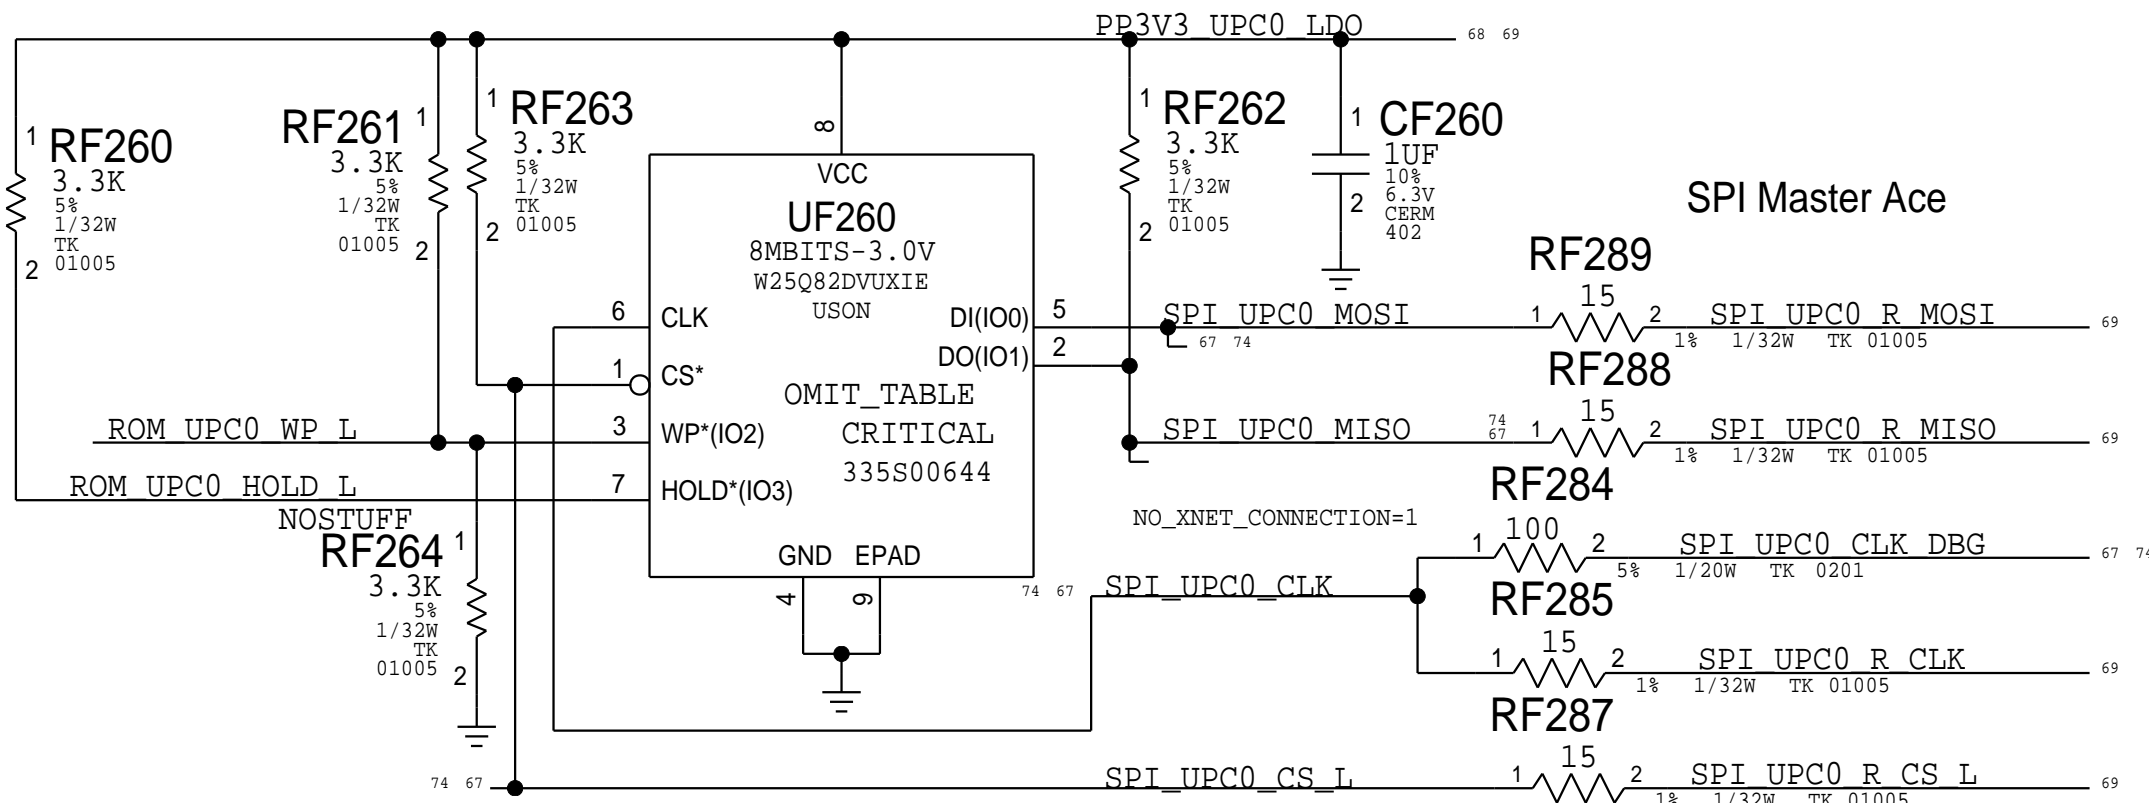 PP3V3_UPC0_LDO 68 69
1 RF260
3.3K
5%
1/32W
TK
01005
2
RF261 1
3.3K
5%
1/32W
TK
01005
2
1 RF263
3.3K
5%
1/32W
TK
01005
2
8
VCC
UF260
8MBITS-3.0V
W25Q82DVUXIE
USON
6 CLK
1 CS*
3 WP*(IO2)
7 HOLD*(IO3)
DI(IO0) 5
DO(IO1) 2
OMIT_TABLE
CRITICAL
335S00644
GND EPAD
4 9
1 RF262
3.3K
5%
1/32W
TK
01005
2
1 CF260
1UF
10%
6.3V
CERM
402
2
SPI Master Ace
ROM_UPC0_WP_L
ROM_UPC0_HOLD_L
NOSTUFF
RF264 1
3.3K
5%
1/32W
TK
01005
2
RF289
SPI_UPC0_MOSI 1 15 2 SPI_UPC0_R_MOSI 69
67 74
1% 1/32W TK 01005
RF288
SPI_UPC0_MISO 74 67 1 15 2 SPI_UPC0_R_MISO 69
1% 1/32W TK 01005
RF284
NO_XNET_CONNECTION=1
1 100 2 SPI_UPC0_CLK_DBG 67 74
5% 1/20W TK 0201
74 67 SPI_UPC0_CLK
RF285
1 15 2 SPI_UPC0_R_CLK 69
1% 1/32W TK 01005
RF287
74 67 SPI_UPC0_CS_L 1 15 2 SPI_UPC0_R_CS_L 69
1% 1/32W TK 01005